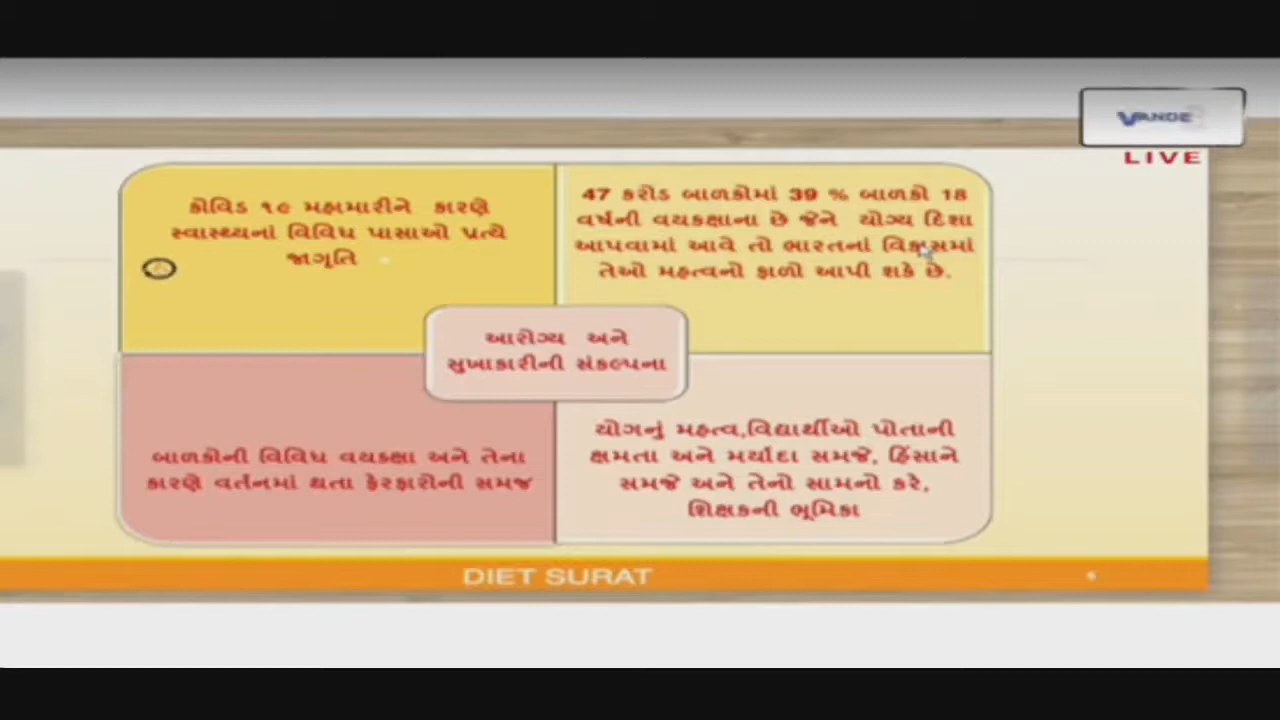 VANDE
LIVE
કોવિડ ૧૯ મહામારીને કારણે
સ્વાસ્થ્યનાં વિવિધ પાસાઓ પ્રત્યે
જાગૃતિ
47 કરોડ બાળકોમાં 39 % બાળકો 18
વર્ષની વયકક્ષાના છે જેને યોગ્ય દિશા
આપવામાં આવે તો ભારતનાં વિકાસમાં
તેઓ મહત્વનો ફાળો આપી શકે છે.
આરોગ્ય અને
સુખાકારીની સંકલ્પના
બાળકોની વિવિધ વયકક્ષા અને તેના
કારણે વર્તનમાં થતા ફેરફારોની સમજ
યોગનું મહત્વ,વિદ્યાર્થીઓ પોતાની
ક્ષમતા અને મર્યાદા સમજે, હિંસાને
સમજે અને તેનો સામનો કરે,
શિક્ષકની ભૂમિકા
DIET SURAT